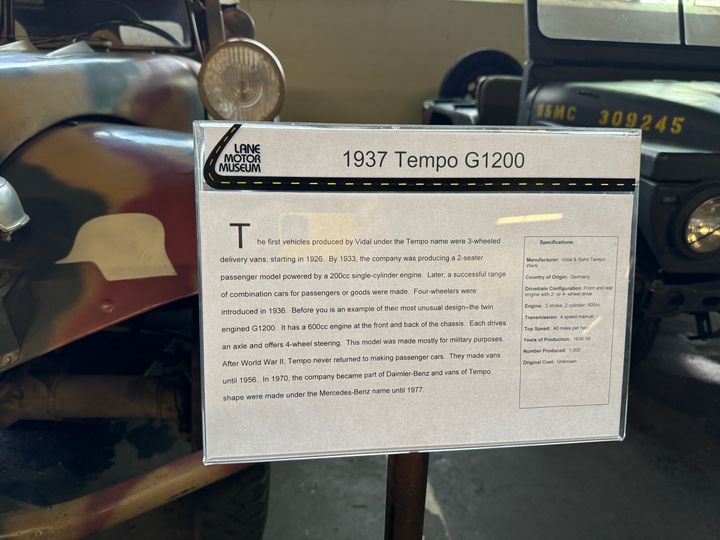 USMC 309245
LANE
MOTOR
MUSEUM
1937 Tempo G1200
The first vehicles produced by Vidal under the Tempo name were 3-wheeled
delivery vans, starting in 1926. By 1933, the company was producing a 2-seater
passenger model powered by a 200cc single-cylinder engine. Later, a successful range
of combination cars for passengers or goods were made. Four-wheelers were
introduced in 1936. Before you is an example of their most unusual design–the twin
engined G1200. It has a 600cc engine at the front and back of the chassis. Each drives
an axle and offers 4-wheel steering. This model was made mostly for military purposes.
After World War II, Tempo never returned to making passenger cars. They made vans
until 1956. In 1970, the company became part of Daimler-Benz and vans of Tempo
shape were made under the Mercedes-Benz name until 1977.
Specifications:
Manufacturer: Vidal & Sohn Tempo
Werk
Country of Origin: Germany
Drivetrain Configuration: Front and rear
engine with 2- or 4- wheel drive
Engine: 2 stroke, 2 cylinder, 600cc
Transmission: 4 speed manual
Top Speed: 40 miles per hour
Years of Production: 1936-39
Number Produced: 1,000
Original Cost: Unknown